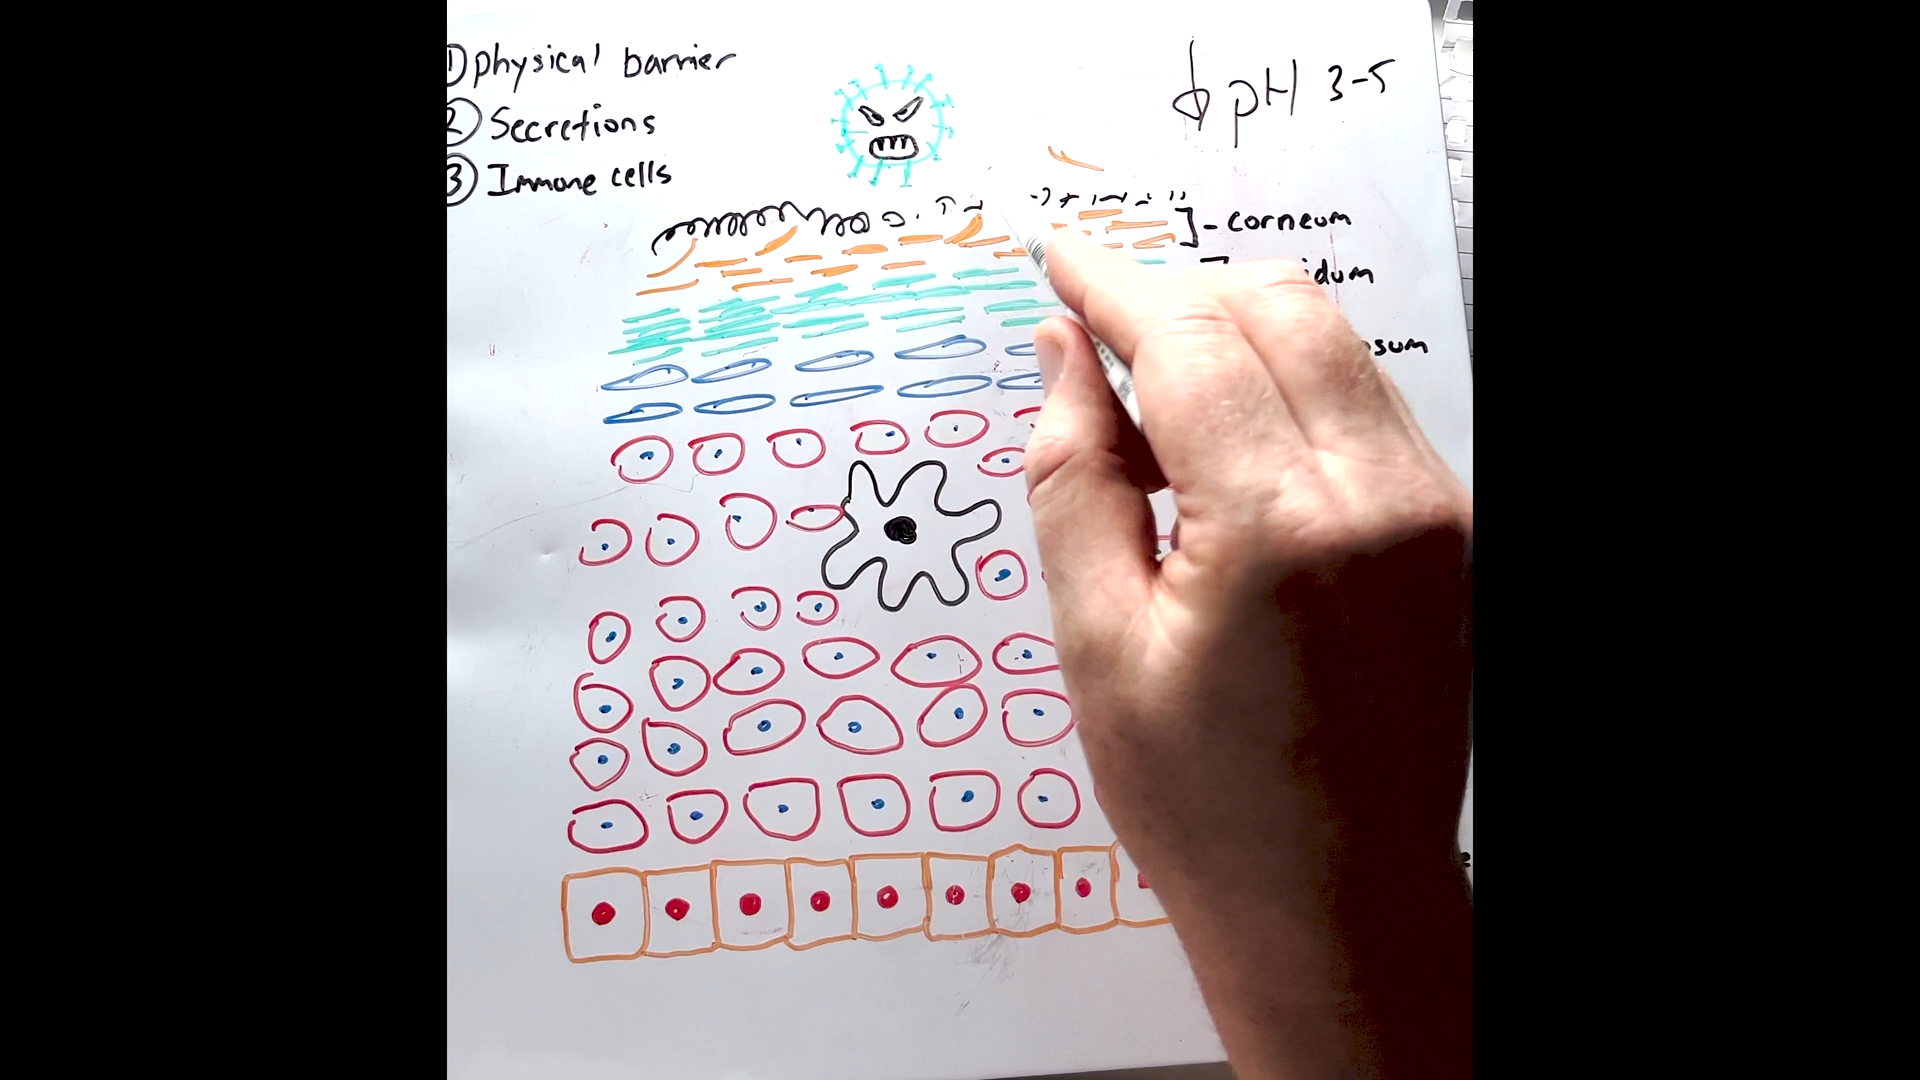 1) physical barrier
2) Secretions
3) Immune cells
↓ pH 3-5
]- corneum